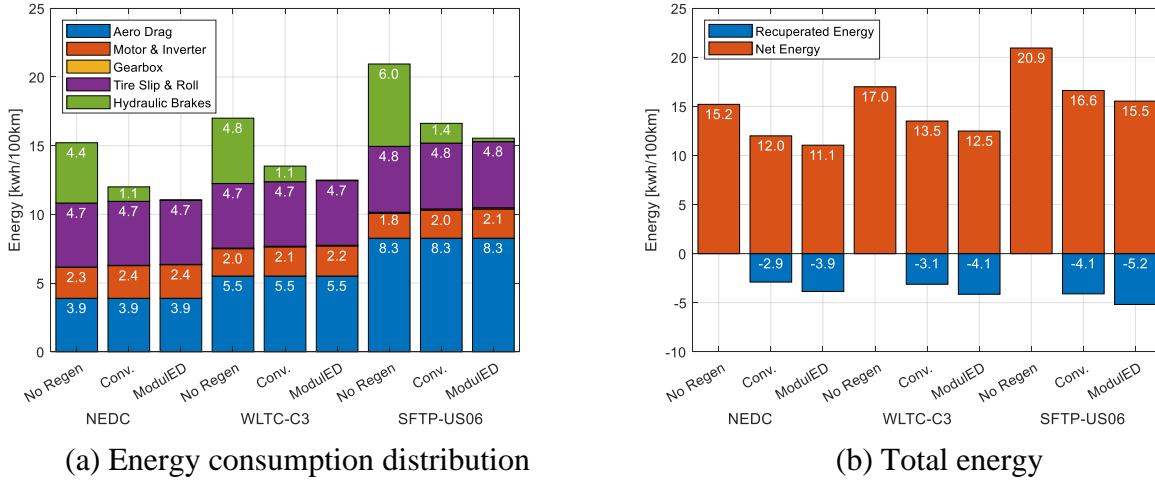 25
20
15
10
5
0
Energy [kwh/100km]
Aero Drag
Motor & Inverter
Gearbox
Tire Slip & Roll
Hydraulic Brakes
4.4
4.7
2.3
3.9
1.1
4.7
2.4
3.9
4.7
2.4
3.9
4.8
4.7
2.0
5.5
1.1
4.7
2.1
5.5
4.7
2.2
5.5
6.0
4.8
1.8
8.3
1.4
4.8
2.0
8.3
4.8
2.1
8.3
No Regen
Conv.
ModulED
No Regen
Conv.
ModulED
No Regen
Conv.
ModulED
NEDC
WLTC-C3
SFTP-US06
(a) Energy consumption distribution
25
20
15
10
5
0
-5
-10
Energy [kwh/100km]
Recuperated Energy
Net Energy
15.2
12.0
11.1
17.0
13.5
12.5
20.9
16.6
15.5
-2.9
-3.9
-3.1
-4.1
-4.1
-5.2
No Regen
Conv.
ModulED
No Regen
Conv.
ModulED
No Regen
Conv.
ModulED
NEDC
WLTC-C3
SFTP-US06
(b) Total energy